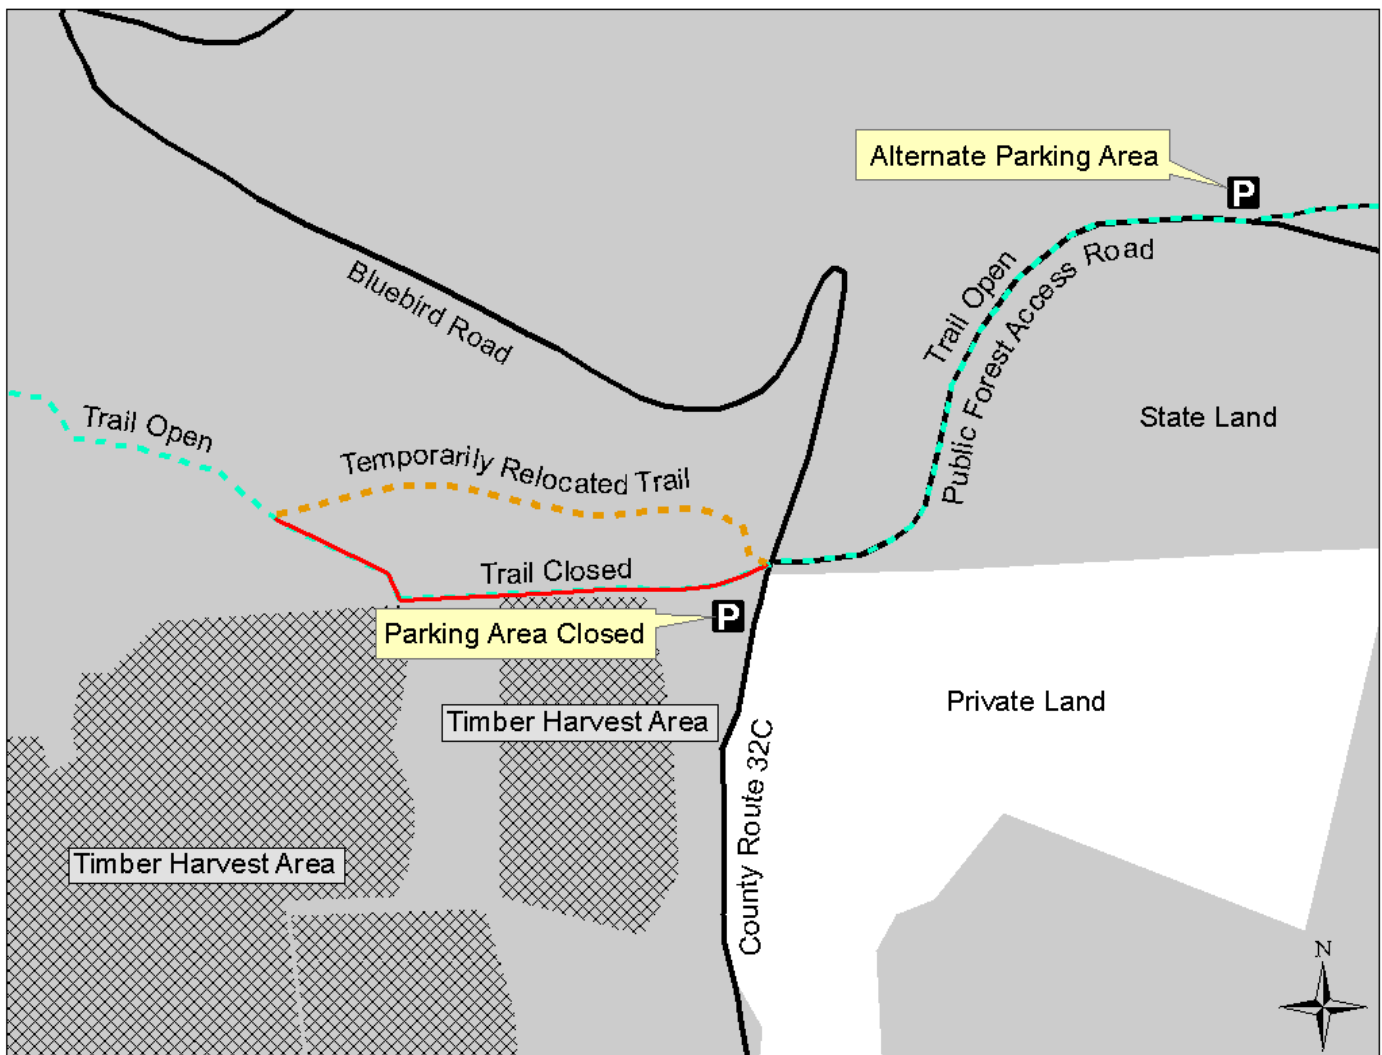 Alternate Parking Area
P
Bluebird Road
Trail Open
Public Forest Access Road
State Land
Trail Open
Temporarily Relocated Trail
Trail Closed
P
Parking Area Closed
Private Land
Timber Harvest Area
County Route 32C
Timber Harvest Area
N